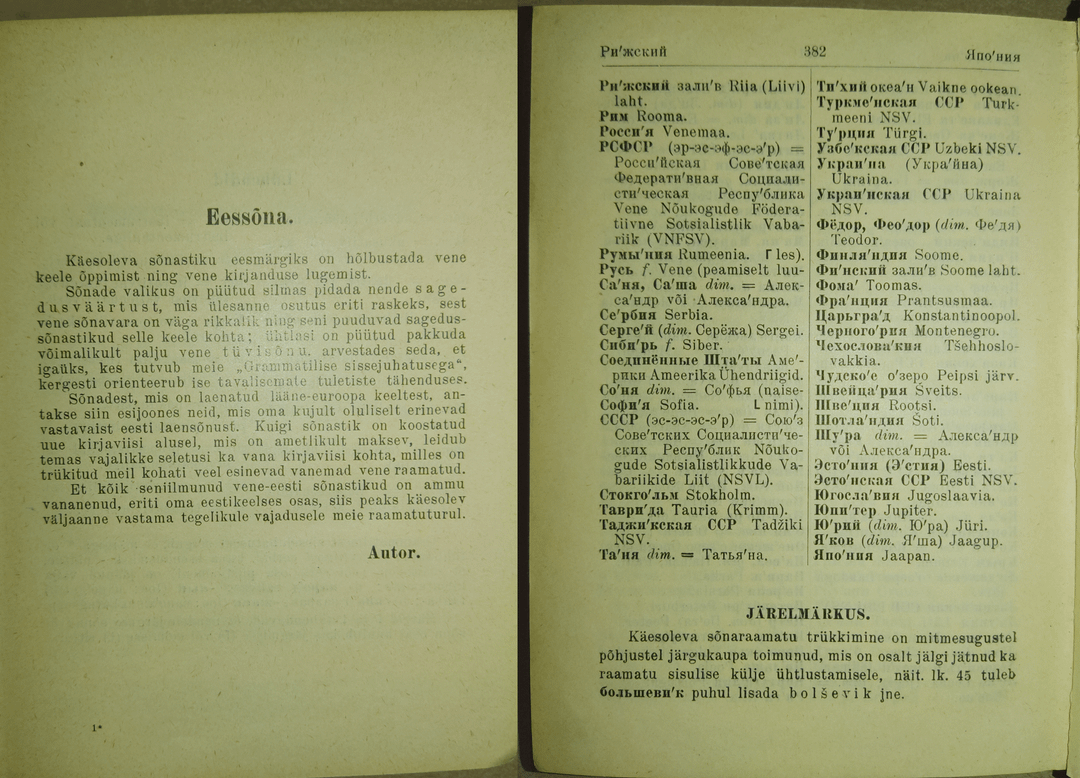 Eessõna.
Käesoleva sõnastiku eesmärgiks on hõlbustada vene
keele õppimist ning vene kirjanduse lugemist.
Sõnade valikus on püütud silmas pidada nende sage-
dusväärtust, mis ülesanne osutus eriti raskeks, sest
vene sõnavara on väga rikkalik ning seni puuduvad sagedus-
sõnastikud selle keele kohta; ühtlasi on püütud pakkuda
võimalikult palju vene tüvisõnu, arvestades seda, et
igaüks, kes tutvub meie „Grammatilise sissejuhatusega“,
kergesti orienteerub ise tavalisemate tuletiste tähenduses.
Sõnadest, mis on laenatud lääne-euroopa keeltest, an-
takse siin esijoones neid, mis oma kujult oluliselt erinevad
vastavaist eesti laensõnust. Kuigi sõnastik on koostatud
uue kirjaviisi alusel, mis on ametlikult maksev, leidub
temas vajalikke seletusi ka vana kirjaviisi kohta, milles on
trükitud meil kohati veel esinevad vanemad vene raamatud.
Et kõik seniilmunud vene-eesti sõnastikud on ammu
vananenud, eriti oma eestikeelses osas, siis peaks käesolev
väljaanne vastama tegelikule vajadusele meie raamatuturul.
Autor.
1*
Ри′жский 382 Япо′ния
Ри′жский зали′в Riia (Liivi)
laht.
Рим Rooma.
Росси′я Venemaa.
РСФСР (эр-эс-эф-эс-э′р) =
Росси′йская Сове′тская
Федерати′вная Социали-
сти′ческая Респу′блика
Vene Nõukogude Födera-
tiivne Sotsialistlik Vaba-
riik (VNFSV).
Румы′ния Rumeenia. Γ les).
Русь f. Vene (peamiselt luu-
Са′ня, Са′ша dim. = Алек-
са′ндр või Алекса′ндра.
Се′рбия Serbia.
Серге′й (dim. Серёжа) Sergei.
Сиби′рь f. Siber.
Соединённые Шта′ты Аме′-
рики Ameerika Ühendriigid.
Со′ня dim. = Со′фья (naise-
Софи′я Sofia. L nimi).
СССР (эс-эс-эс-э′р) = Сою′з
Сове′тских Социалисти′че-
ских Респу′блик Nõuko-
gude Sotsialistlikkude Va-
bariikide Liit (NSVL).
Стокго′льм Stokholm.
Таври′да Tauria (Krimm).
Таджи′кская ССР Tadžiki
NSV.
Та′ня dim. = Татья′на.
Ти′хий океа′н Vaikne ookean.
Туркме′нская ССР Turk-
meeni NSV.
Ту′рция Türgi.
Узбе′кская ССР Uzbeki NSV.
Украи′на (Укра′йна)
Ukraina.
Украи′нская ССР Ukraina
NSV.
Фёдор, Фео′дор (dim. Фе′дя)
Teodor.
Финля′ндия Soome.
Фи′нский зали′в Soome laht.
Фома′ Toomas.
Фра′нция Prantsusmaa.
Царьгра′д Konstantinoopol.
Черного′рия Montenegro.
Чехослова′кия Tšehhoslo-
vakkia.
Чудско′е о′зеро Peipsi järv.
Швейца′рия Šveits.
Шве′ция Rootsi.
Шотла′ндия Šoti.
Шу′ра dim. = Алекса′ндр
või Алекса′ндра.
Эсто′ния (Э′стия) Eesti.
Эсто′нская ССР Eesti NSV.
Югосла′вия Jugoslaavia.
Юпи′тер Jupiter.
Ю′рий (dim. Ю′ра) Jüri.
Я′ков (dim. Я′ша) Jaagup.
Япо′ния Jaapan.
JÄRELMÄRKUS.
Käesoleva sõnaraamatu trükkimine on mitmesugustel
põhjustel järgukaupa toimunud, mis on osalt jälgi jätnud ka
raamatu sisulise külje ühtlustamisele, näit. lk. 45 tuleb
большеви′к puhul lisada bolševik jne.